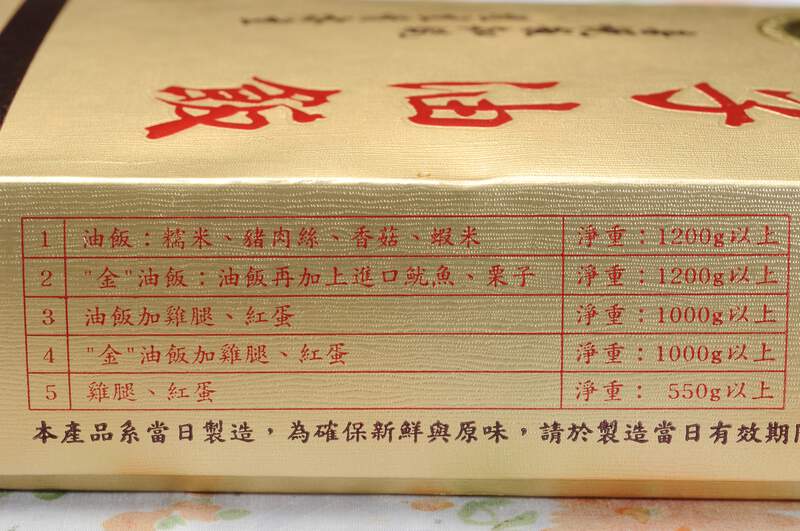 子油飯
1 油飯：糯米、豬肉絲、香菇、蝦米 淨重：1200g以上
2 "金"油飯：油飯再加上進口魷魚、栗子 淨重：1200g以上
3 油飯加雞腿、紅蛋 淨重：1000g以上
4 "金"油飯加雞腿、紅蛋 淨重：1000g以上
5 雞腿、紅蛋 淨重： 550g以上
本產品系當日製造，為確保新鮮與原味，請於製造當日有效期